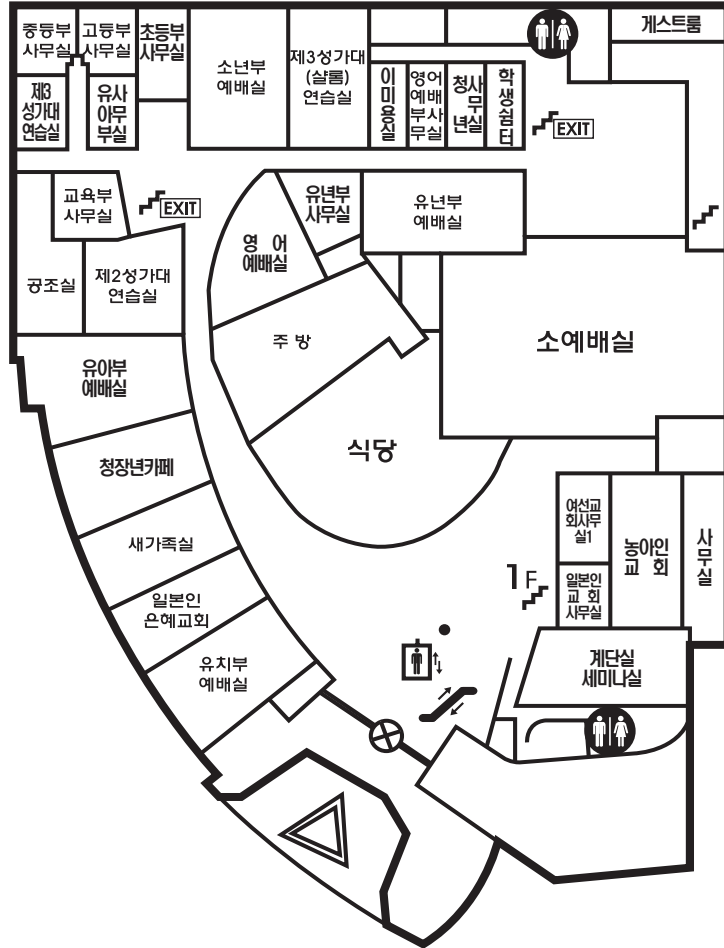 중등부
사무실
고등부
사무실
초등부
사무실
소년부
예배실
제3성가대
(샬롬)
연습실
게스트룸
제3
성가대
연습실
유사
아무
부실
이
미
용
실
영어
예배
부사
무실
청사
무
년실
학
생
쉼
터
EXIT
교육부
사무실
EXIT
유년부
사무실
유년부
예배실
영 어
예배실
공조실
제2성가대
연습실
주 방
소예배실
유아부
예배실
식당
청장년카페
새가족실
여선교
회사무
실1
농아인
교 회
사
무
실
1F
일본인
교 회
사무실
일본인
은혜교회
유치부
예배실
계단실
세미나실